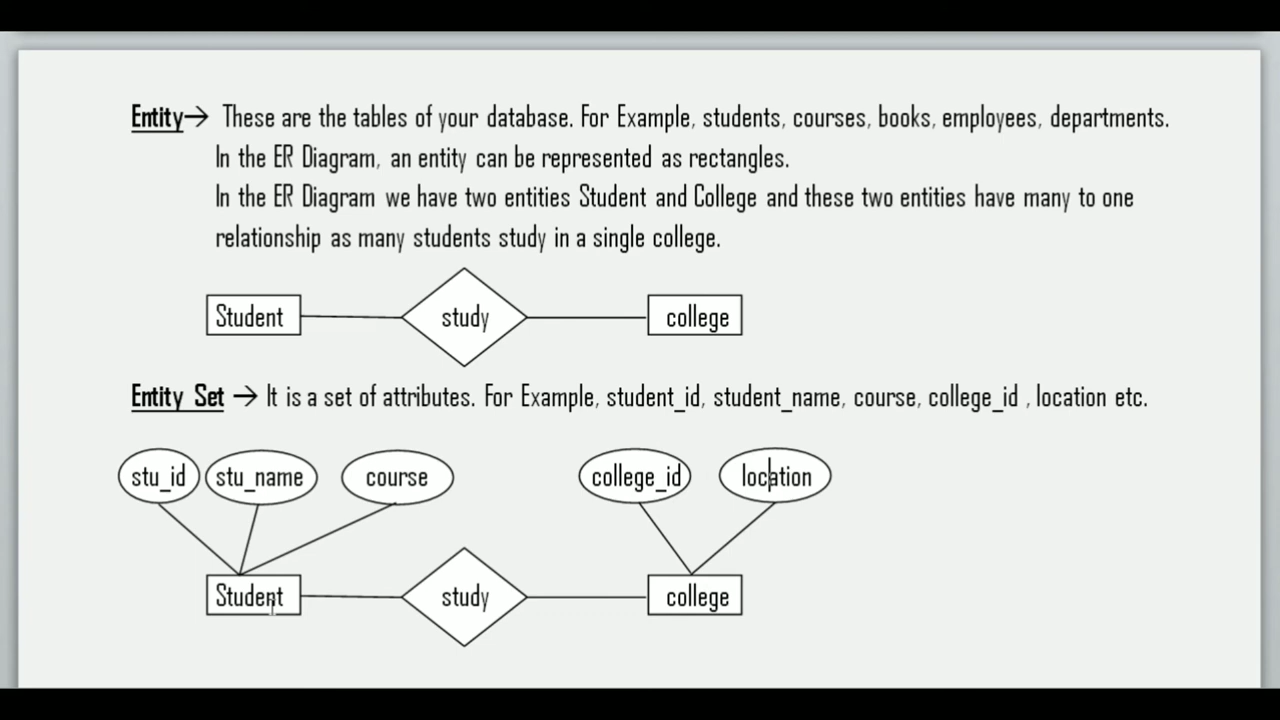 Entity→ These are the tables of your database. For Example, students, courses, books, employees, departments.
In the ER Diagram, an entity can be represented as rectangles.
In the ER Diagram we have two entities Student and College and these two entities have many to one
relationship as many students study in a single college.
Student study college
Entity Set → It is a set of attributes. For Example, student_id, student_name, course, college_id , location etc.
stu_id stu_name course college_id location
Student study college